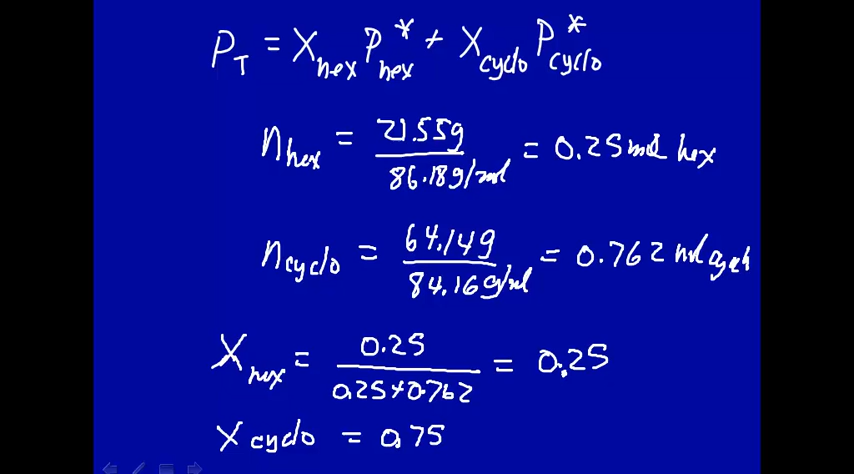 P_T = X_hex P*_hex + X_cyclo P*_cyclo
n_hex = 21.55g / 86.18g/mol = 0.25 mol hex
n_cyclo = 64.14g / 84.16g/mol = 0.762 mol
X_hex = 0.25 / 0.25+0.762 = 0.25
X cyclo = 0.75